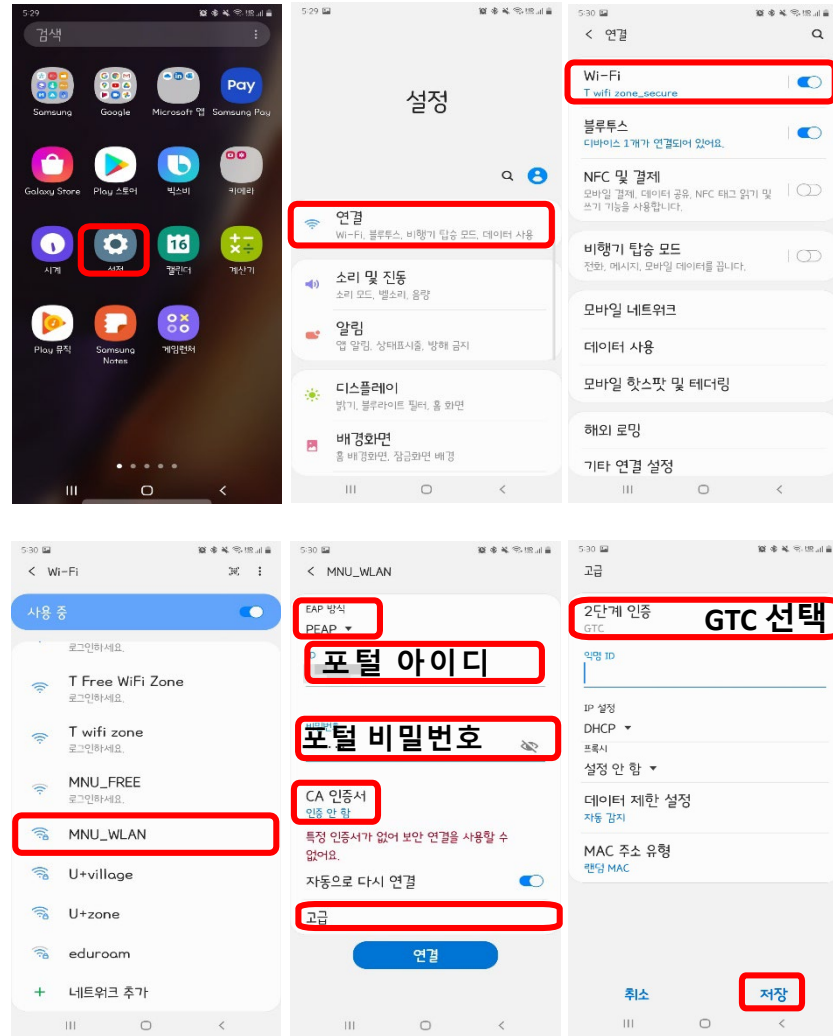 5:29
검색
Samsung
Google
Microsoft 앱
Pay
Samsung Pay
Galaxy Store
Play 스토어
빅스비
카메라
시계
설정
16
캘린더
계산기
Play 뮤직
Samsung Notes
게임런처
5:29
설정
연결
Wi-Fi, 블루투스, 비행기 탑승 모드, 데이터 사용
소리 및 진동
소리 모드, 벨소리, 음량
알림
앱 알림, 상태표시줄, 방해 금지
디스플레이
밝기, 블루라이트 필터, 홈 화면
배경화면
홈 배경화면, 잠금화면 배경
5:30
연결
Wi-Fi
T wifi zone_secure
블루투스
디바이스 1개가 연결되어 있어요.
NFC 및 결제
모바일 결제, 데이터 공유, NFC 태그 읽기 및
쓰기 기능을 사용합니다.
비행기 탑승 모드
전화, 메시지, 모바일 데이터를 끕니다.
모바일 네트워크
데이터 사용
모바일 핫스팟 및 테더링
해외 로밍
기타 연결 설정
5:30
Wi-Fi
사용 중
로그인하세요.
T Free WiFi Zone
로그인하세요.
T wifi zone
로그인하세요.
MNU_FREE
로그인하세요.
MNU_WLAN
U+village
U+zone
eduroam
네트워크 추가
5:30
MNU_WLAN
EAP 방식
PEAP
포털 아이디
비밀번호
포털 비밀번호
CA 인증서
인증 안 함
특정 인증서가 없어 보안 연결을 사용할 수
없어요.
자동으로 다시 연결
고급
연결
5:30
고급
2단계 인증
GTC
GTC 선택
익명 ID
IP 설정
DHCP
프록시
설정 안 함
데이터 제한 설정
자동 감지
MAC 주소 유형
랜덤 MAC
취소
저장